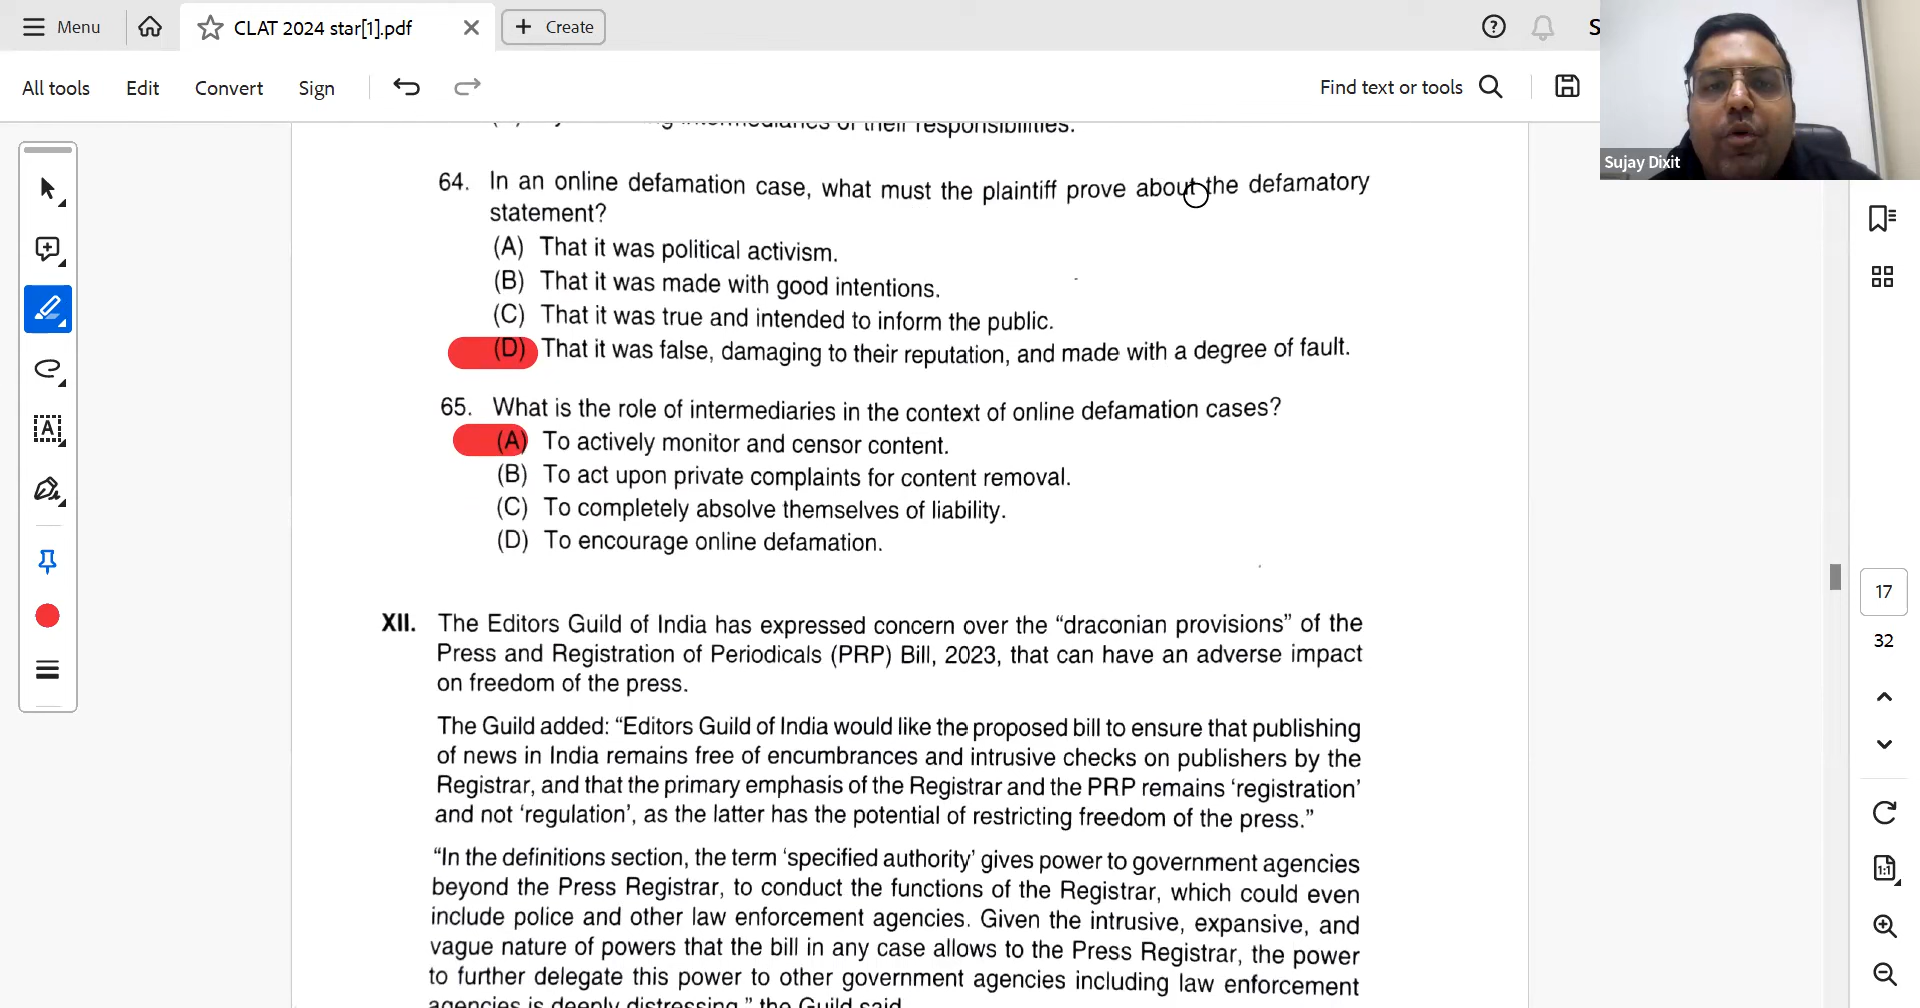 Menu
CLAT 2024 star[1].pdf
Create
All tools
Edit
Convert
Sign
Find text or tools
S
Sujay Dixit
intermediaries of their responsibilities.
64. In an online defamation case, what must the plaintiff prove about the defamatory
statement?
(A) That it was political activism.
(B) That it was made with good intentions.
(C) That it was true and intended to inform the public.
(D) That it was false, damaging to their reputation, and made with a degree of fault.
65. What is the role of intermediaries in the context of online defamation cases?
(A) To actively monitor and censor content.
(B) To act upon private complaints for content removal.
(C) To completely absolve themselves of liability.
(D) To encourage online defamation.
XII. The Editors Guild of India has expressed concern over the “draconian provisions” of the
Press and Registration of Periodicals (PRP) Bill, 2023, that can have an adverse impact
on freedom of the press.
The Guild added: “Editors Guild of India would like the proposed bill to ensure that publishing
of news in India remains free of encumbrances and intrusive checks on publishers by the
Registrar, and that the primary emphasis of the Registrar and the PRP remains ‘registration’
and not ‘regulation’, as the latter has the potential of restricting freedom of the press.”
“In the definitions section, the term ‘specified authority’ gives power to government agencies
beyond the Press Registrar, to conduct the functions of the Registrar, which could even
include police and other law enforcement agencies. Given the intrusive, expansive, and
vague nature of powers that the bill in any case allows to the Press Registrar, the power
to further delegate this power to other government agencies including law enforcement
agencies is deeply distressing,” the Guild said.
17
32
1:1